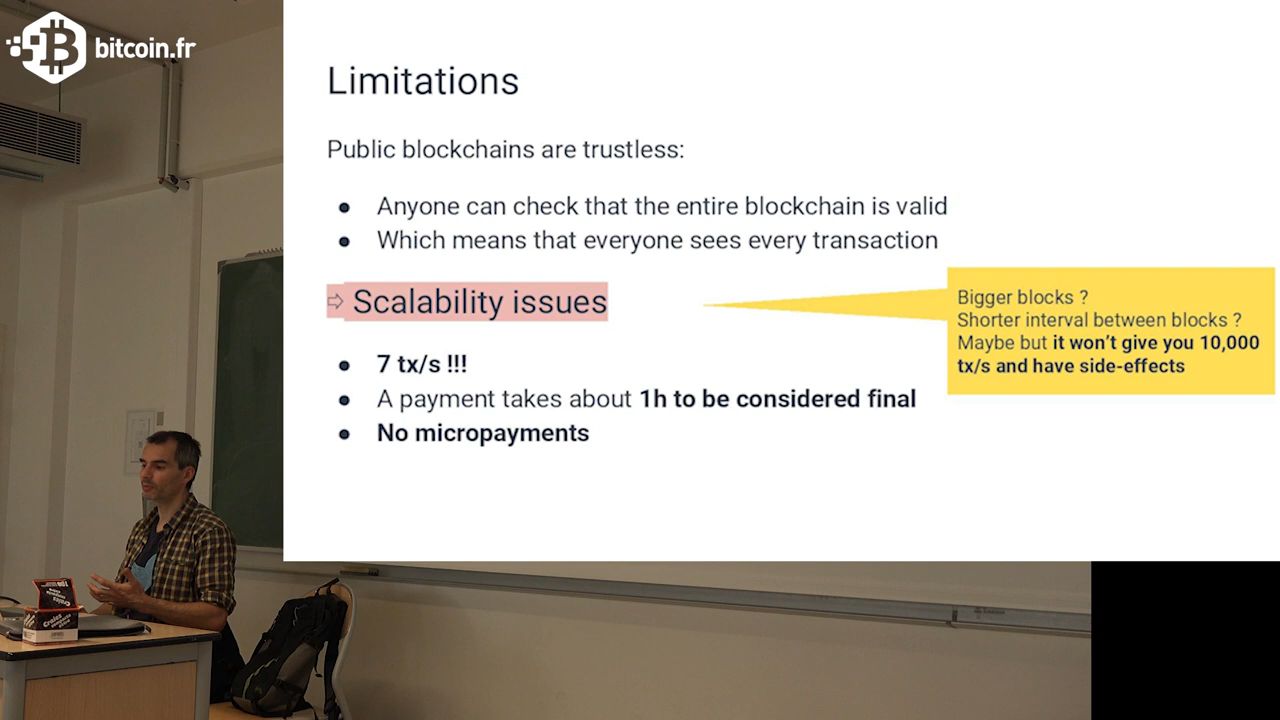 bitcoin.fr
Limitations
Public blockchains are trustless:
● Anyone can check that the entire blockchain is valid
● Which means that everyone sees every transaction
⇨ Scalability issues
Bigger blocks ?
Shorter interval between blocks ?
Maybe but it won’t give you 10,000
tx/s and have side-effects
● 7 tx/s !!!
● A payment takes about 1h to be considered final
● No micropayments